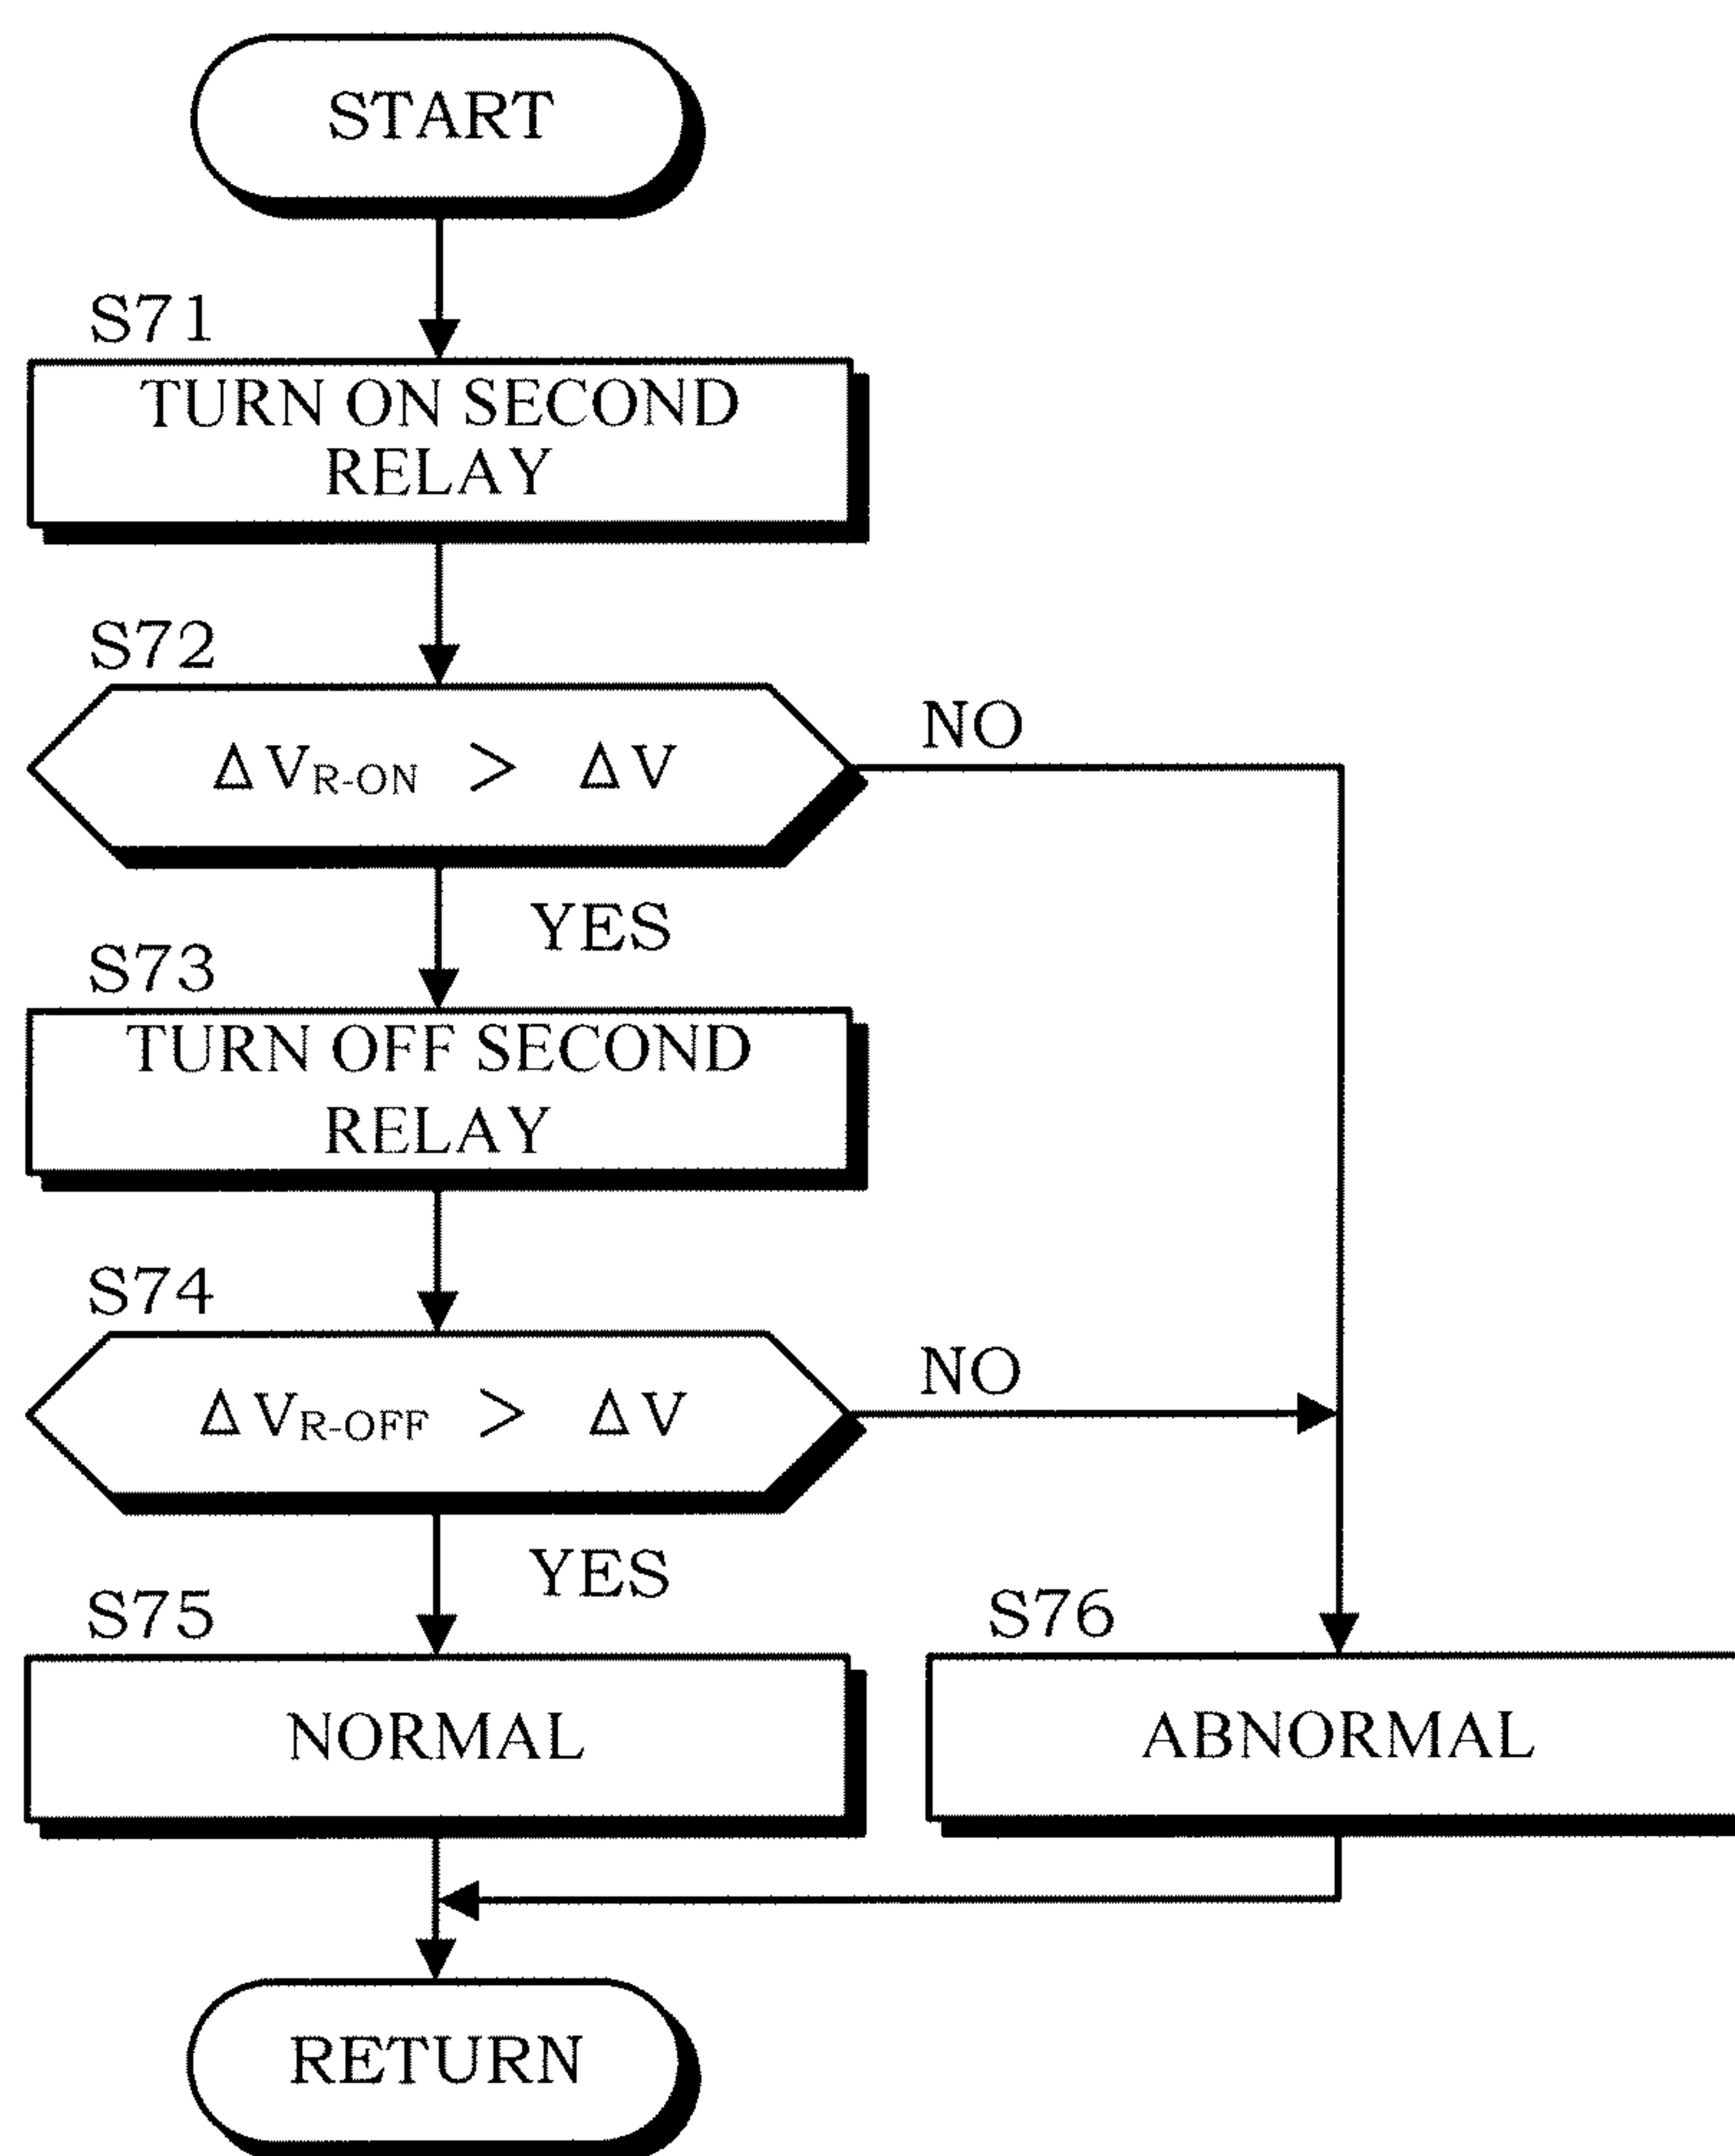 START
S71
TURN ON SECOND
RELAY
S72
ΔVR-ON > ΔV
NO
YES
S73
TURN OFF SECOND
RELAY
S74
ΔVR-OFF > ΔV
NO
YES
S75
NORMAL
S76
ABNORMAL
RETURN